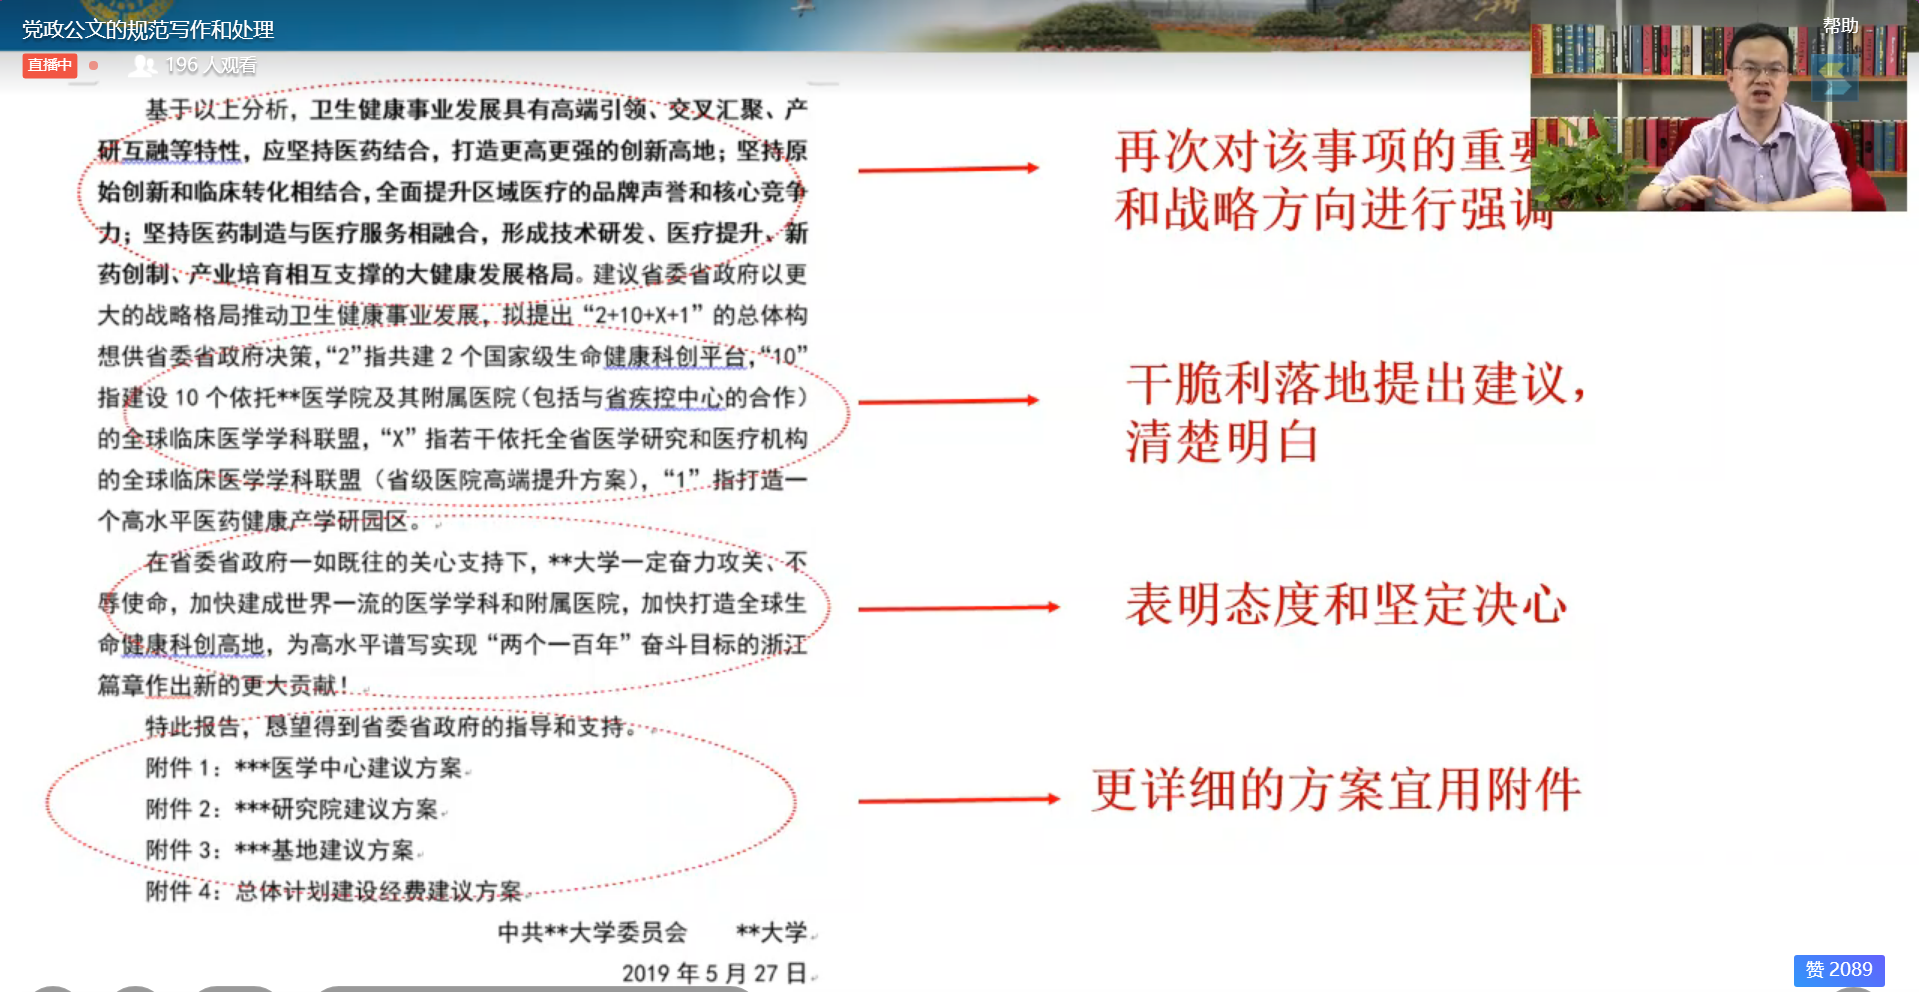 党政公文的规范写作和处理
帮助
直播中
196 人观看
基于以上分析，卫生健康事业发展具有高端引领、交叉汇聚、产
研互融等特性，应坚持医药结合，打造更高更强的创新高地；坚持原
始创新和临床转化相结合，全面提升区域医疗的品牌声誉和核心竞争
力；坚持医药制造与医疗服务相融合，形成技术研发、医疗提升、新
药创制、产业培育相互支撑的大健康发展格局。建议省委省政府以更
大的战略格局推动卫生健康事业发展，拟提出“2+10+X+1”的总体构
想供省委省政府决策，“2”指共建 2 个国家级生命健康科创平台，“10”
指建设 10 个依托**医学院及其附属医院（包括与省疾控中心的合作）
的全球临床医学学科联盟，“X”指若干依托全省医学研究和医疗机构
的全球临床医学学科联盟（省级医院高端提升方案），“1”指打造一
个高水平医药健康产学研园区。
在省委省政府一如既往的关心支持下，**大学一定奋力攻关、不
辱使命，加快建成世界一流的医学学科和附属医院，加快打造全球生
命健康科创高地，为高水平谱写实现“两个一百年”奋斗目标的浙江
篇章作出新的更大贡献！
特此报告，恳望得到省委省政府的指导和支持。
附件 1：***医学中心建议方案
附件 2：***研究院建议方案
附件 3：***基地建议方案
附件 4：总体计划建设经费建议方案
中共**大学委员会 **大学
2019 年 5 月 27 日
再次对该事项的重要
和战略方向进行强调
干脆利落地提出建议，
清楚明白
表明态度和坚定决心
更详细的方案宜用附件
赞 2089